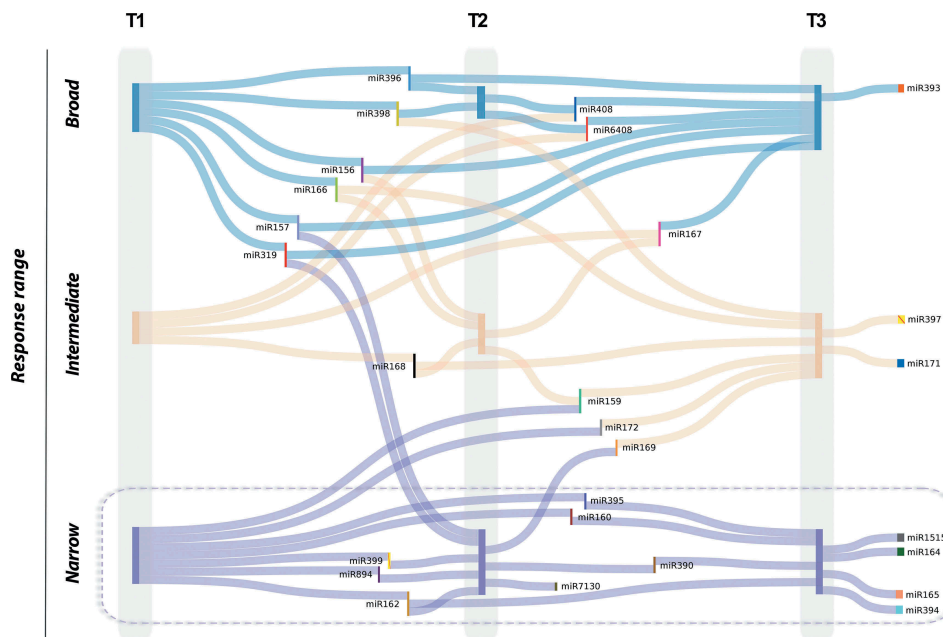 T1
T2
T3
Response range
Broad
Intermediate
Narrow
miR396
miR393
miR398
miR408
miR6408
miR156
miR166
miR157
miR167
miR319
miR397
miR168
miR171
miR159
miR172
miR169
miR395
miR160
miR1515
miR399
miR164
miR894
miR390
miR7130
miR162
miR165
miR394